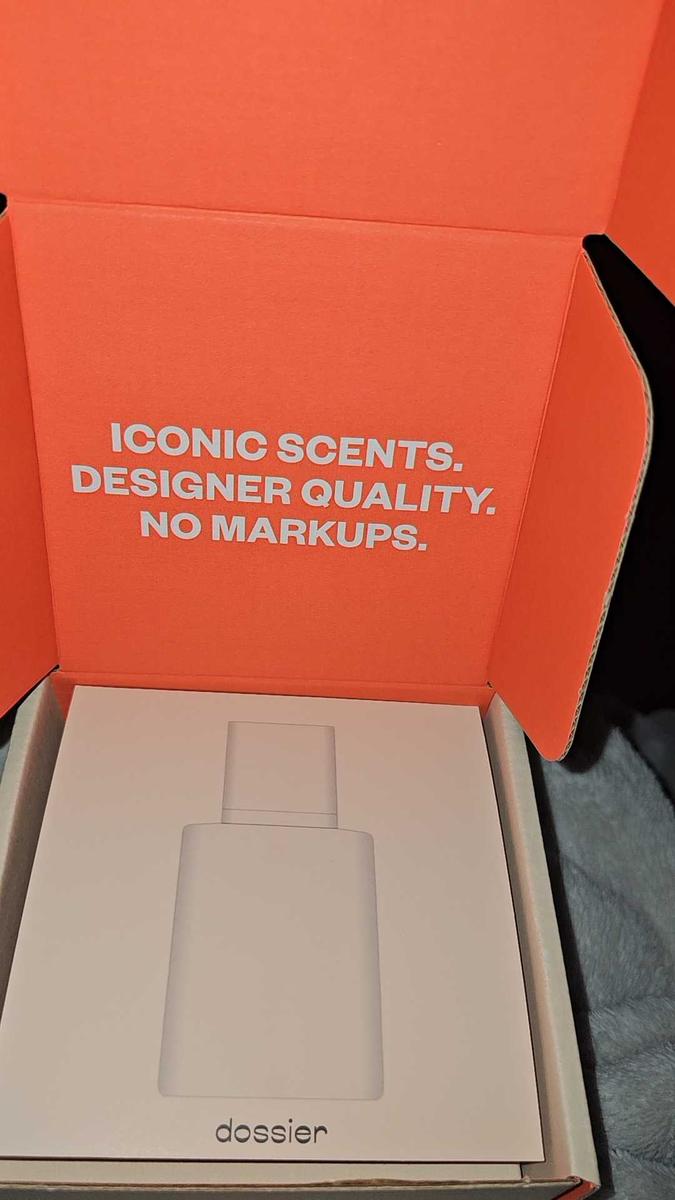 ICONIC SCENTS.
DESIGNER QUALITY.
NO MARKUPS.
dossier